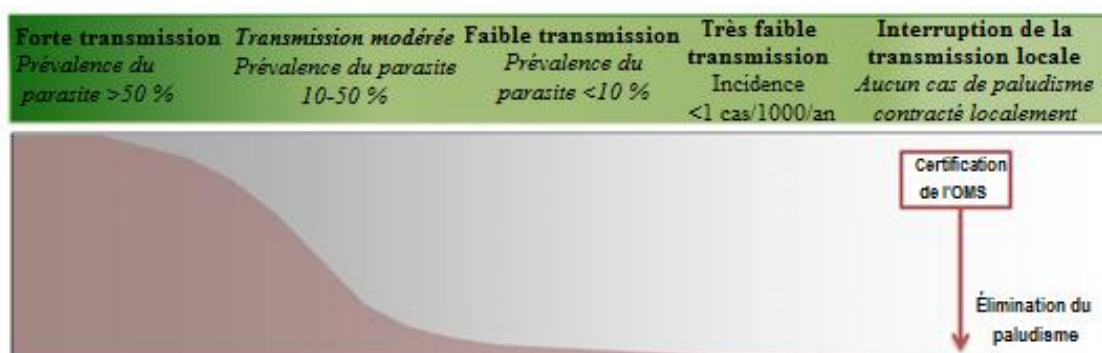 Forte transmission
Prévalence du
parasite >50 %
Transmission modérée
Prévalence du parasite
10-50 %
Faible transmission
Prévalence du
parasite <10 %
Très faible
transmission
Incidence
<1 cas/1000/an
Interruption de la
transmission locale
Aucun cas de paludisme
contracté localement
Certification
de l'OMS
Élimination du
paludisme